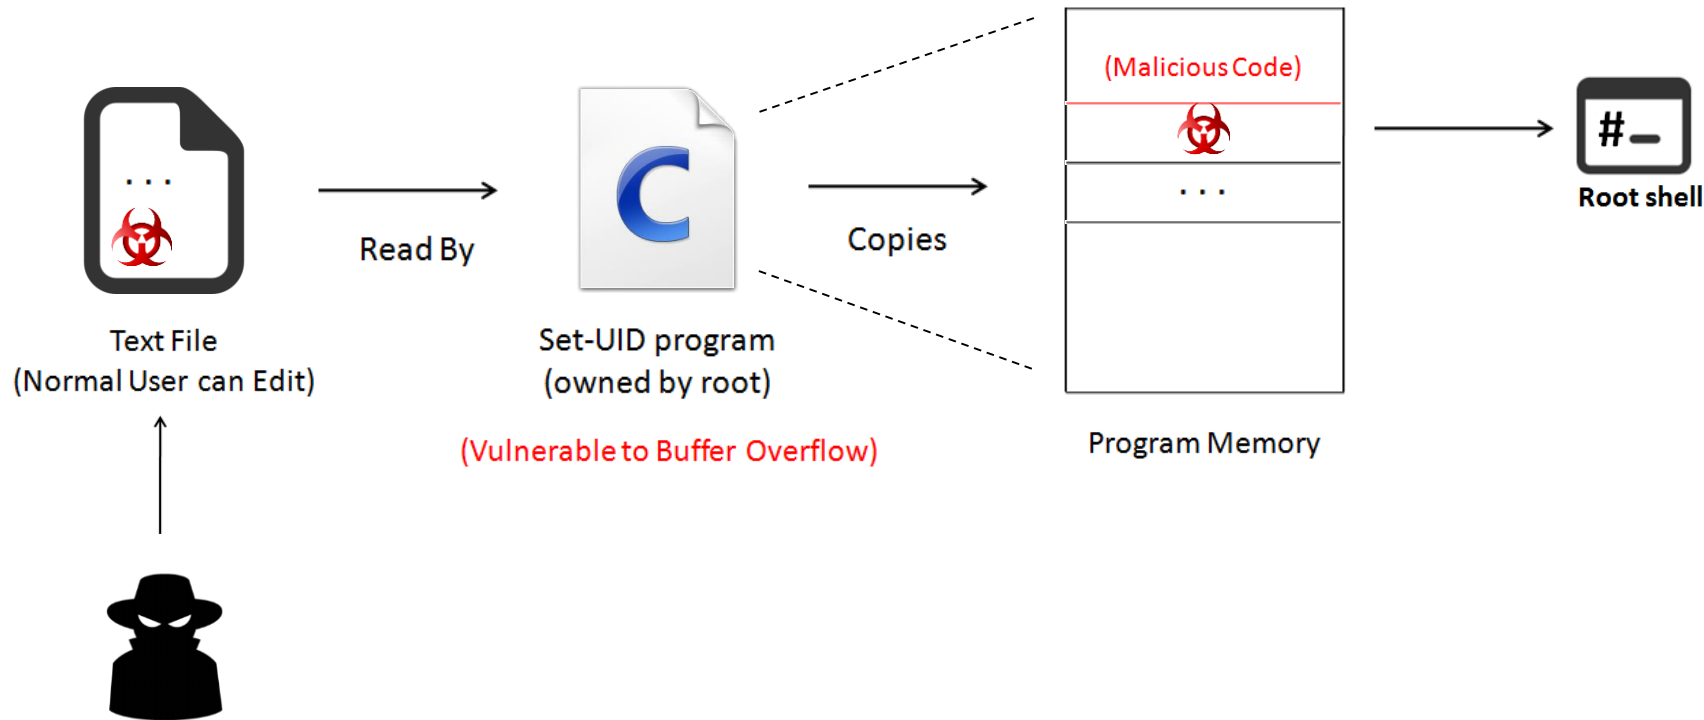 (Malicious Code)
. . .
#-
Root shell
. . .
C
. . .
Read By
Copies
Text File
(Normal User can Edit)
Set-UID program
(owned by root)
(Vulnerable to Buffer Overflow)
Program Memory